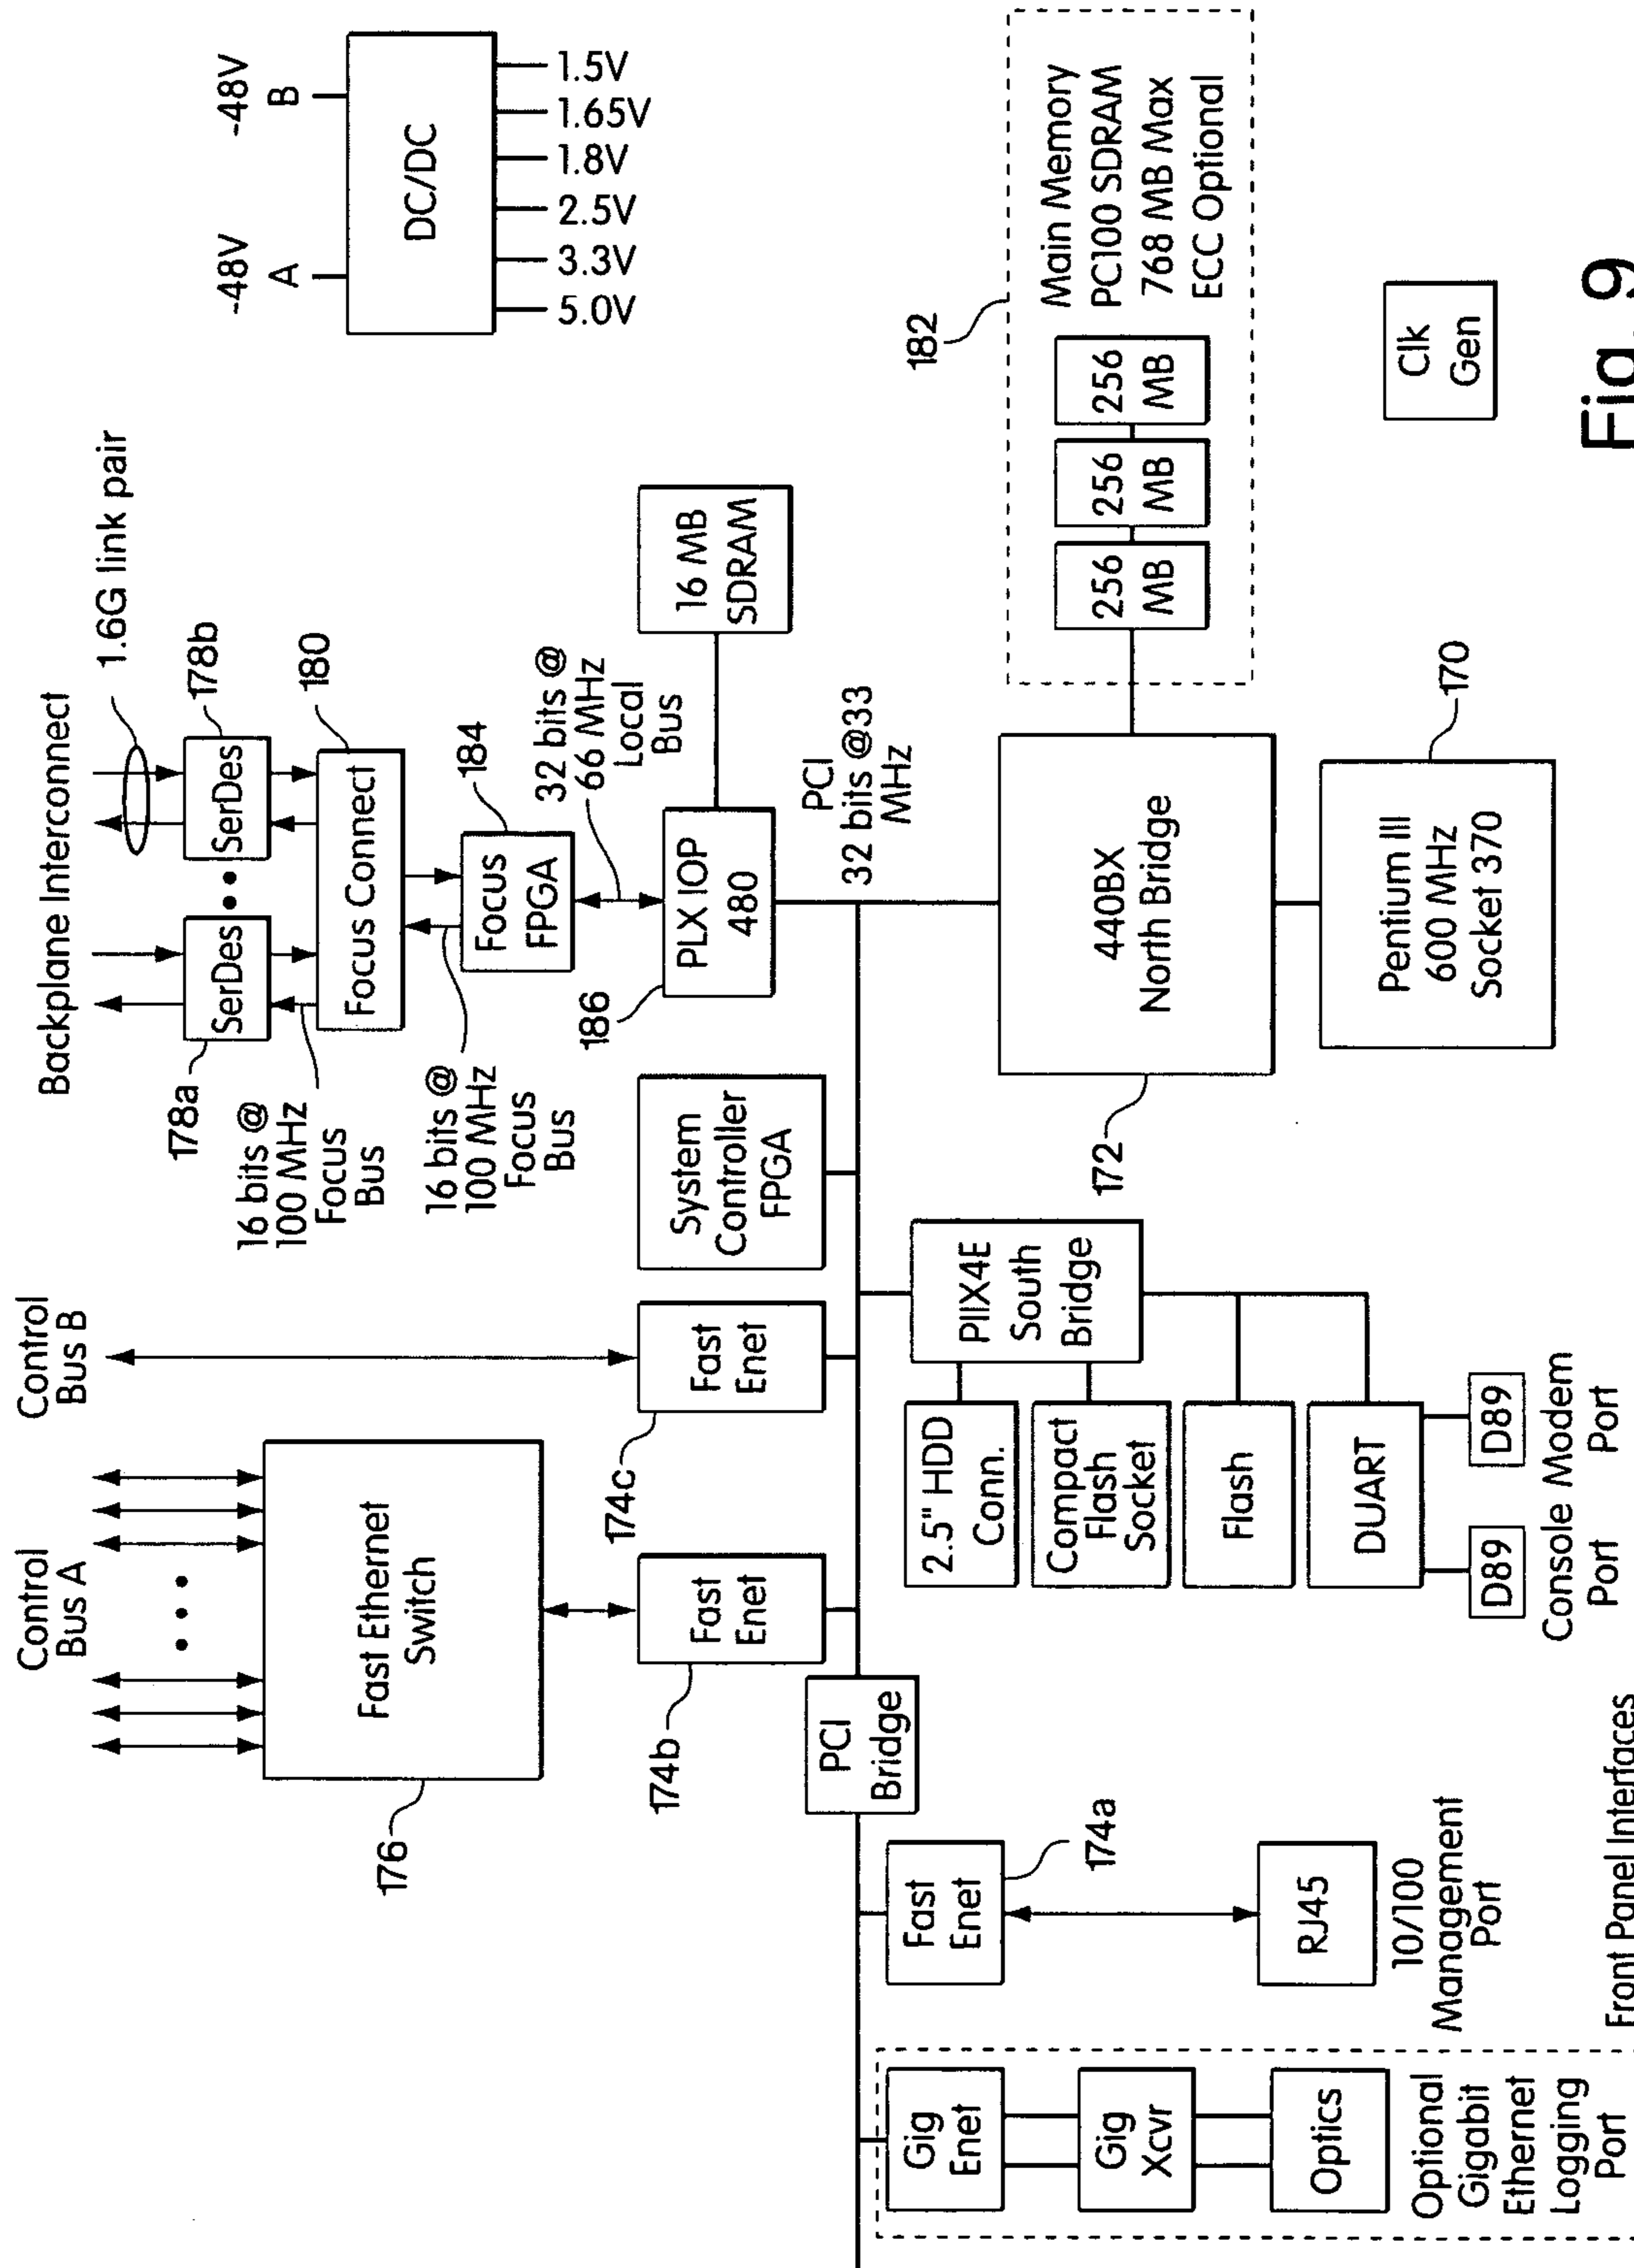 Backplane Interconnect
1.6G link pair
Control
Bus A
Control
Bus B
-48V
A
-48V
B
DC/DC
5.0V
3.3V
2.5V
1.8V
1.65V
1.5V
Fast Ethernet
Switch
176
SerDes
SerDes
178a
178b
16 bits @
100 MHz
Focus
Bus
Focus Connect
180
16 bits @
100 MHz
Focus
Bus
Focus
FPGA
184
32 bits @
66 MHz
Local
Bus
Fast
Enet
174b
Fast
Enet
174c
System
Controller
FPGA
PLX IOP
480
186
16 MB
SDRAM
PCI
32 bits @33
MHz
PCI
Bridge
Gig
Enet
Gig
Xcvr
Optics
Optional
Gigabit
Ethernet
Logging
Port
Fast
Enet
174a
RJ45
10/100
Management
Port
Front Panel Interfaces
PIIX4E
South
Bridge
2.5" HDD
Conn.
Compact
Flash
Socket
Flash
DUART
D89
D89
Console Modem
Port
Port
440BX
North Bridge
172
Pentium III
600 MHz
Socket 370
170
182
256
MB
256
MB
256
MB
Main Memory
PC100 SDRAM
768 MB Max
ECC Optional
Clk
Gen
Fig. 9